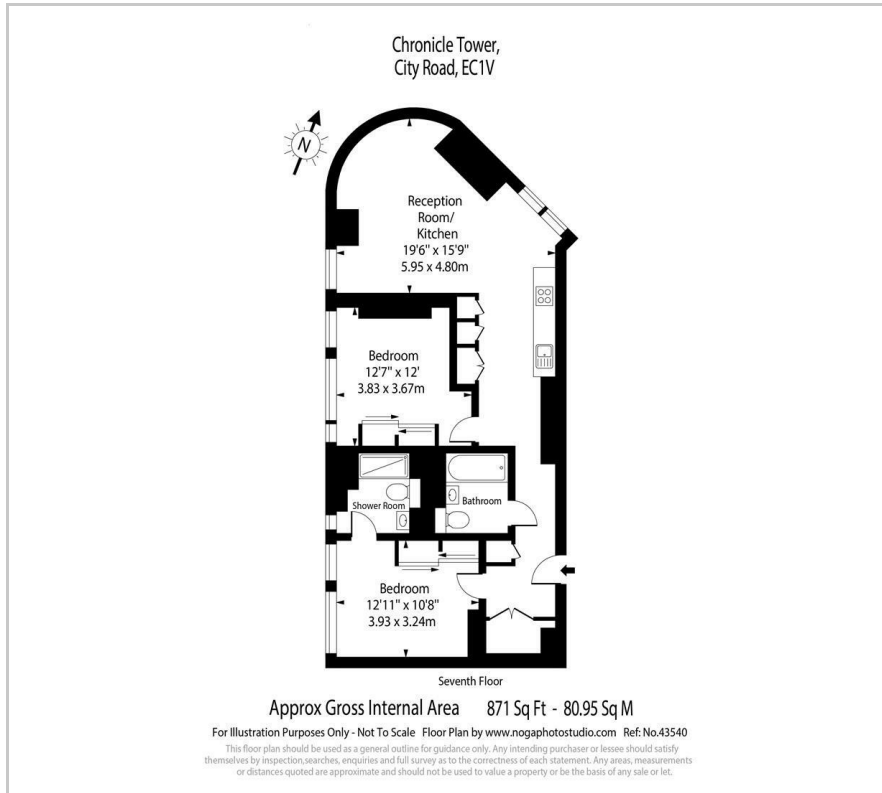 Chronicle Tower,
City Road, EC1V
N
Reception
Room/
Kitchen
19'6" x 15'9"
5.95 x 4.80m
Bedroom
12'7" x 12'
3.83 x 3.67m
Shower Room
Bathroom
Bedroom
12'11" x 10'8"
3.93 x 3.24m
Seventh Floor
Approx Gross Internal Area 871 Sq Ft - 80.95 Sq M
For Illustration Purposes Only - Not To Scale Floor Plan by www.nogaphotostudio.com Ref: No.43540
This floor plan should be used as a general outline for guidance only. Any intending purchaser or lessee should satisfy
themselves by inspection,searches, enquiries and full survey as to the correctness of each statement. Any areas, measurements
or distances quoted are approximate and should not be used to value a property or be the basis of any sale or let.